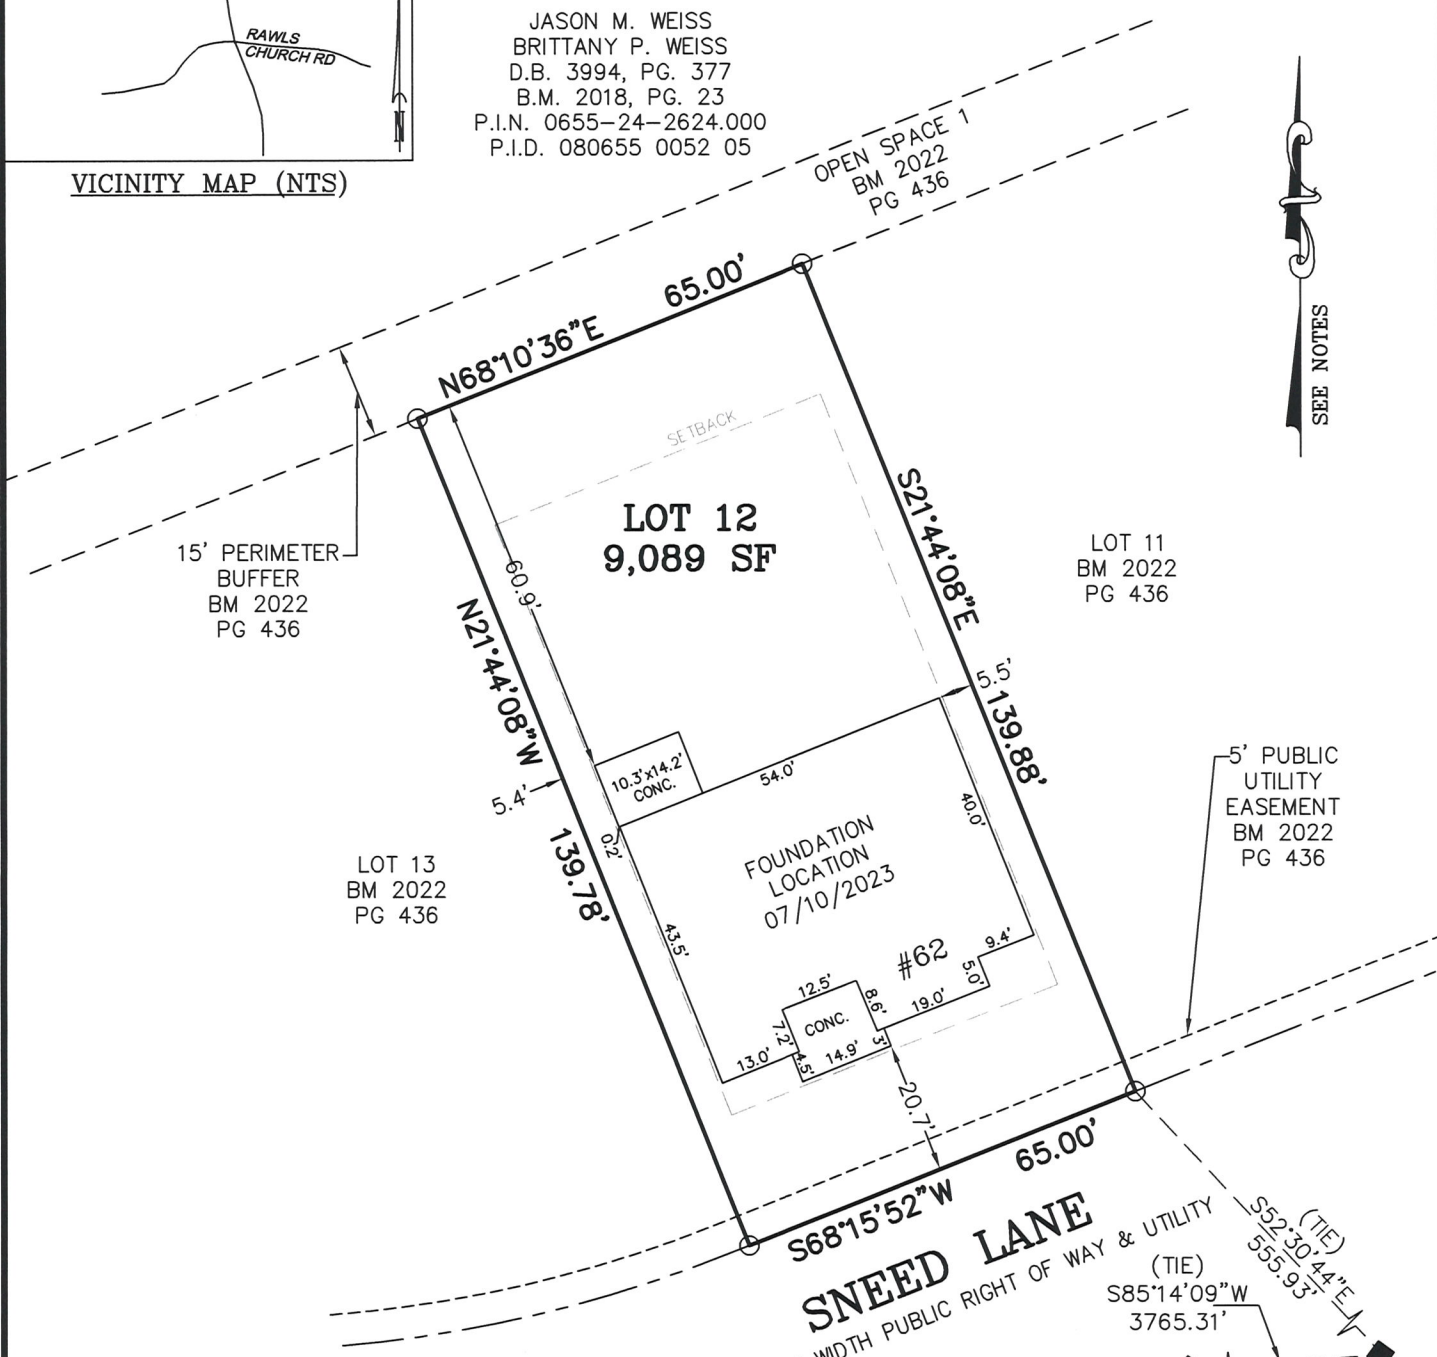 RAWLS
CHURCH RD
N
VICINITY MAP (NTS)
JASON M. WEISS
BRITTANY P. WEISS
D.B. 3994, PG. 377
B.M. 2018, PG. 23
P.I.N. 0655-24-2624.000
P.I.D. 080655 0052 05
OPEN SPACE 1
BM 2022
PG 436
SEE NOTES
N68°10'36"E
65.00'
SETBACK
LOT 12
9,089 SF
S21°44'08"E
139.88'
LOT 11
BM 2022
PG 436
15' PERIMETER
BUFFER
BM 2022
PG 436
60.9'
N21°44'08"W
139.78'
5.4'
5.5'
10.3'x14.2'
CONC.
54.0'
0.2'
40.0'
5' PUBLIC
UTILITY
EASEMENT
BM 2022
PG 436
LOT 13
BM 2022
PG 436
FOUNDATION
LOCATION
07/10/2023
43.5'
#62
9.4'
5.0'
19.0'
12.5'
8.6'
CONC.
7.2'
3'
14.9'
4.5'
13.0'
20.7'
65.00'
S68°15'52"W
SNEED LANE
WIDTH PUBLIC RIGHT OF WAY & UTILITY
(TIE)
S52°30'44"E
555.93'
(TIE)
S85°14'09"W
3765.31'